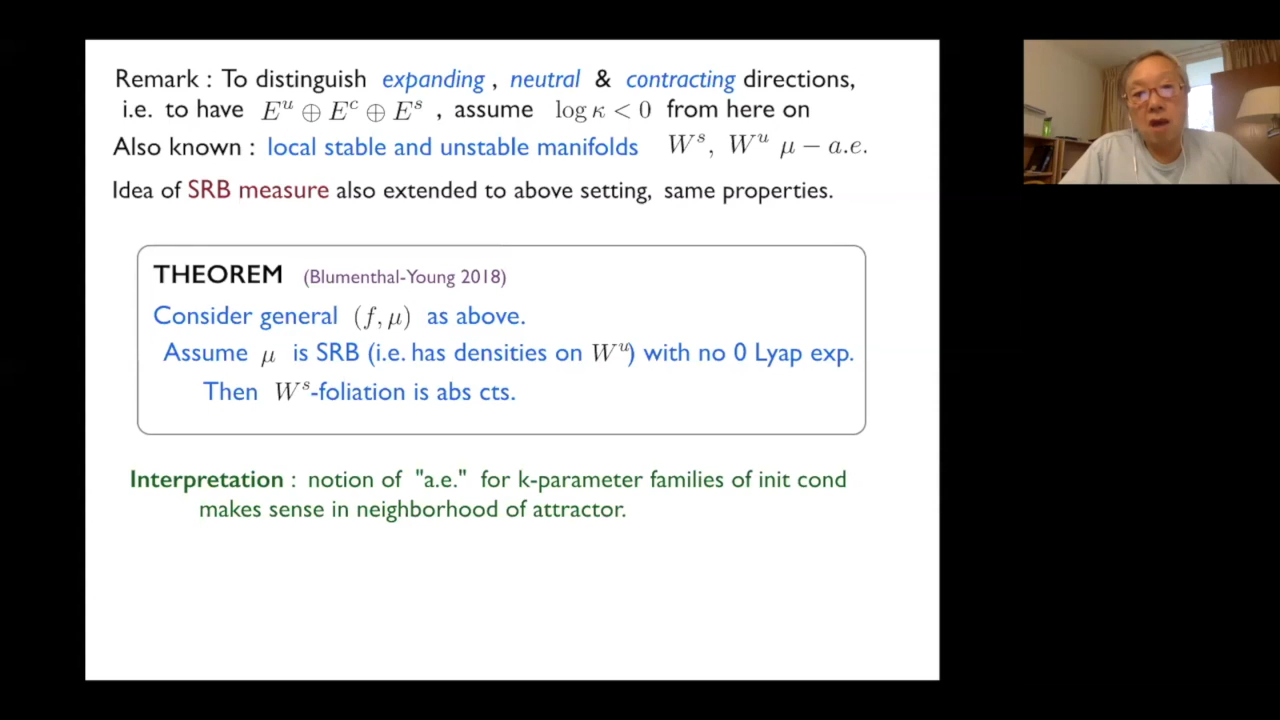 Remark : To distinguish expanding , neutral & contracting directions,
i.e. to have E^u ⊕ E^c ⊕ E^s , assume log κ < 0 from here on
Also known : local stable and unstable manifolds W^s, W^u μ − a.e.
Idea of SRB measure also extended to above setting, same properties.
THEOREM (Blumenthal-Young 2018)
Consider general (f, μ) as above.
Assume μ is SRB (i.e. has densities on W^u) with no 0 Lyap exp.
Then W^s-foliation is abs cts.
Interpretation : notion of "a.e." for k-parameter families of init cond
makes sense in neighborhood of attractor.